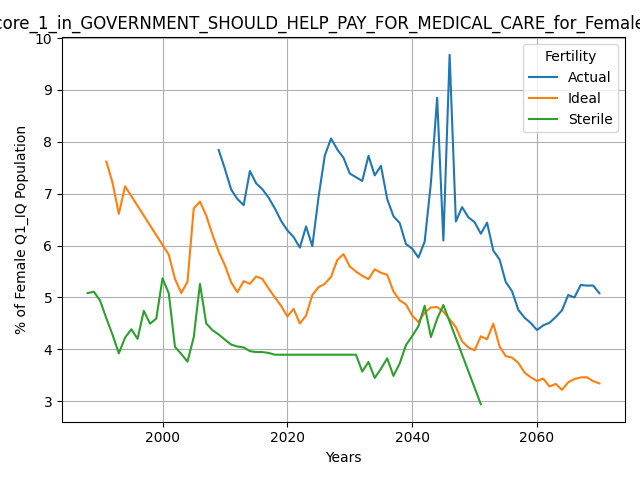 core_1_in_GOVERNMENT_SHOULD_HELP_PAY_FOR_MEDICAL_CARE_for_Female
Fertility
Actual
Ideal
Sterile
% of Female Q1_IQ Population
10
9
8
7
6
5
4
3
2000
2020
2040
2060
Years